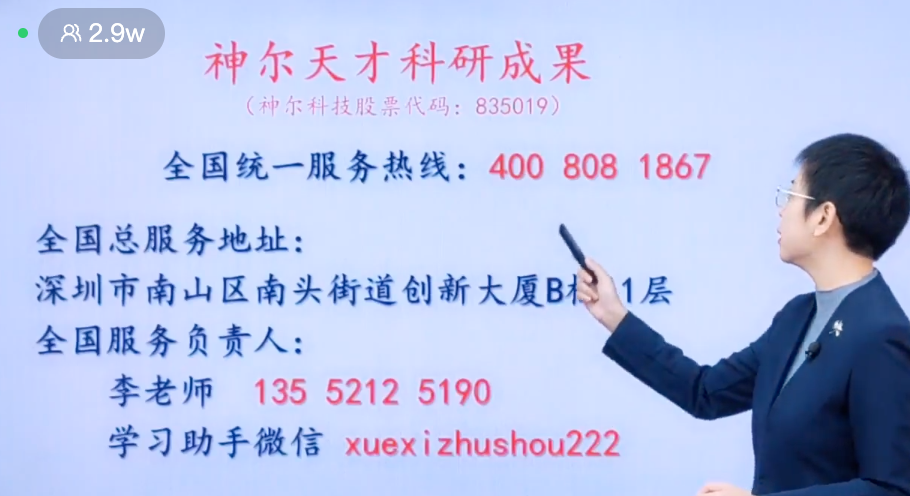 2.9w
神尔天才科研成果
（神尔科技股票代码：835019）
全国统一服务热线：400 808 1867
全国总服务地址：
深圳市南山区南头街道创新大厦B 1层
全国服务负责人：
李老师 135 5212 5190
学习助手微信 xuexizhushou222